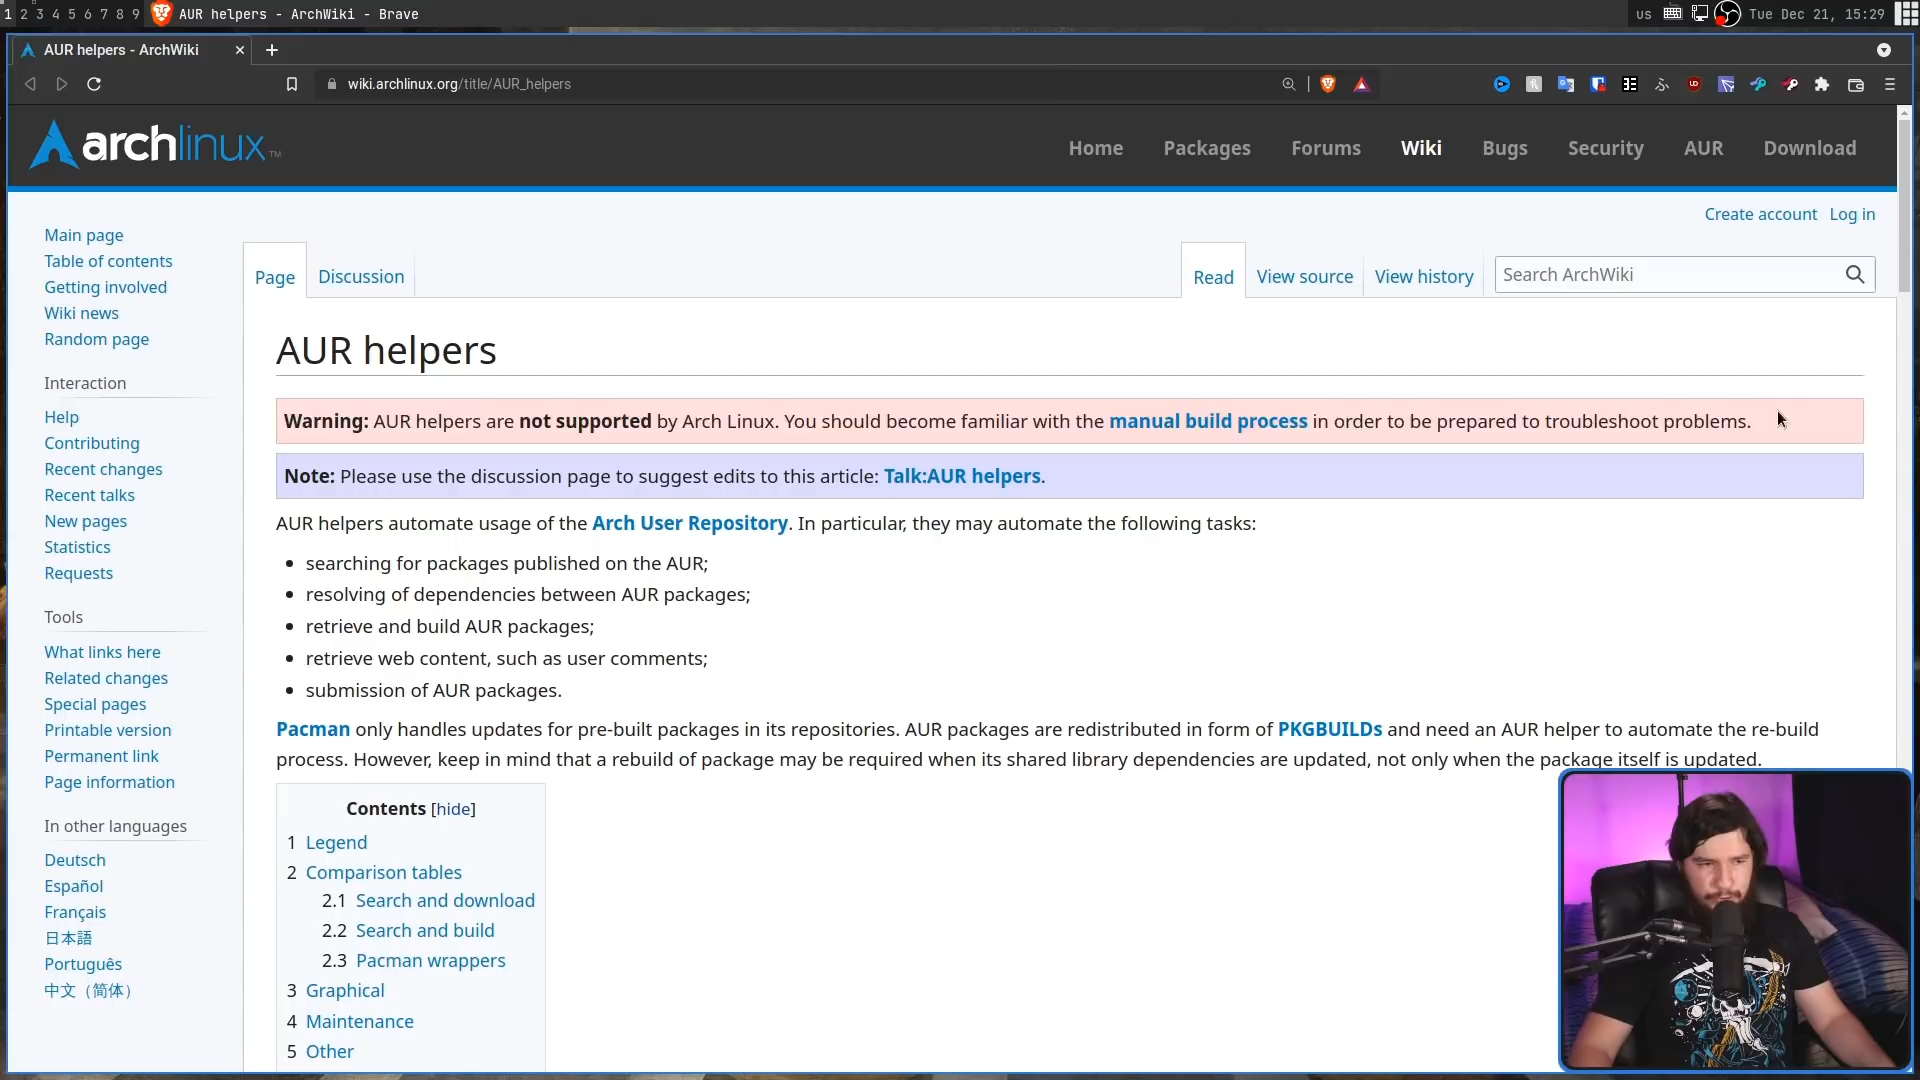 1 2 3 4 5 6 7 8 9 AUR helpers - ArchWiki - Brave us Tue Dec 21, 15:29
AUR helpers - ArchWiki
wiki.archlinux.org/title/AUR_helpers
archlinux™
Home Packages Forums Wiki Bugs Security AUR Download
Create account Log in
Main page
Table of contents
Getting involved
Wiki news
Random page
Interaction
Help
Contributing
Recent changes
Recent talks
New pages
Statistics
Requests
Tools
What links here
Related changes
Special pages
Printable version
Permanent link
Page information
In other languages
Deutsch
Español
Français
日本語
Português
中文（简体）
Page Discussion Read View source View history Search ArchWiki
AUR helpers
Warning: AUR helpers are not supported by Arch Linux. You should become familiar with the manual build process in order to be prepared to troubleshoot problems.
Note: Please use the discussion page to suggest edits to this article: Talk:AUR helpers.
AUR helpers automate usage of the Arch User Repository. In particular, they may automate the following tasks:
• searching for packages published on the AUR;
• resolving of dependencies between AUR packages;
• retrieve and build AUR packages;
• retrieve web content, such as user comments;
• submission of AUR packages.
Pacman only handles updates for pre-built packages in its repositories. AUR packages are redistributed in form of PKGBUILDs and need an AUR helper to automate the re-build
process. However, keep in mind that a rebuild of package may be required when its shared library dependencies are updated, not only when the package itself is updated.
Contents [hide]
1 Legend
2 Comparison tables
2.1 Search and download
2.2 Search and build
2.3 Pacman wrappers
3 Graphical
4 Maintenance
5 Other